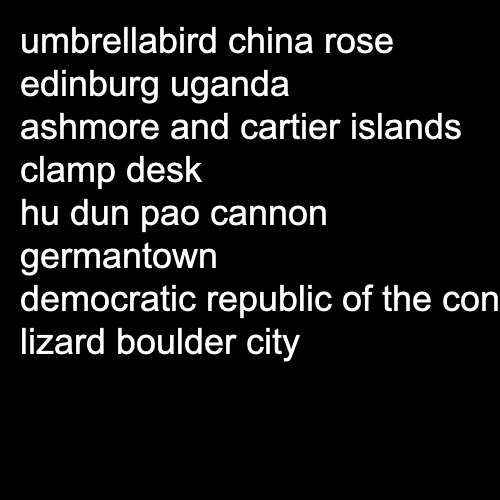 umbrellabird china rose
edinburg uganda
ashmore and cartier islands
clamp desk
hu dun pao cannon
germantown
democratic republic of the con
lizard boulder city